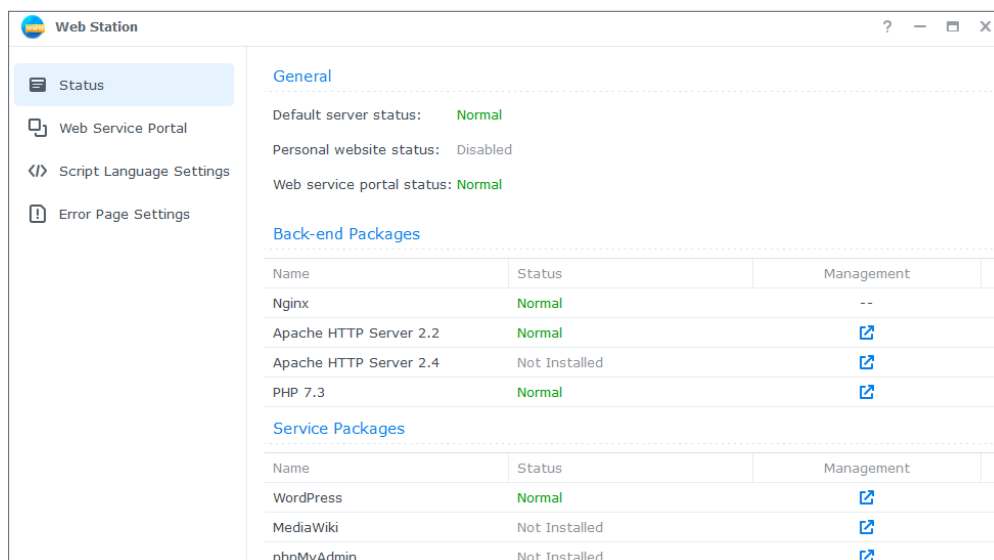 Web Station
Status
Web Service Portal
Script Language Settings
Error Page Settings
General
Default server status: Normal
Personal website status: Disabled
Web service portal status: Normal
Back-end Packages
Name Status Management
Nginx Normal --
Apache HTTP Server 2.2 Normal
Apache HTTP Server 2.4 Not Installed
PHP 7.3 Normal
Service Packages
Name Status Management
WordPress Normal
MediaWiki Not Installed
phpMyAdmin Not Installed